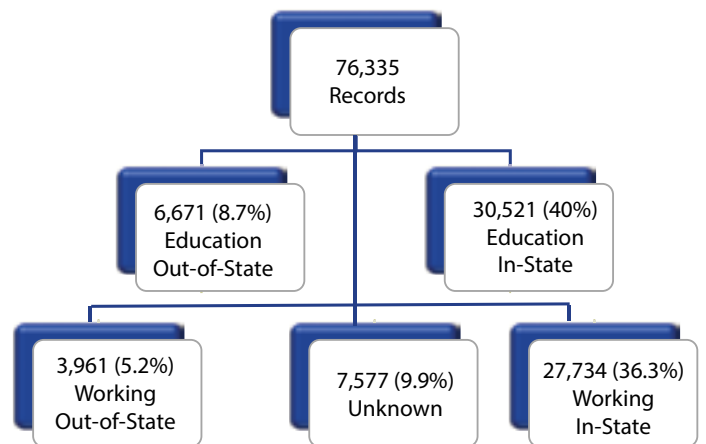 76,335
Records
6,671 (8.7%)
Education
Out-of-State
30,521 (40%)
Education
In-State
3,961 (5.2%)
Working
Out-of-State
7,577 (9.9%)
Unknown
27,734 (36.3%)
Working
In-State